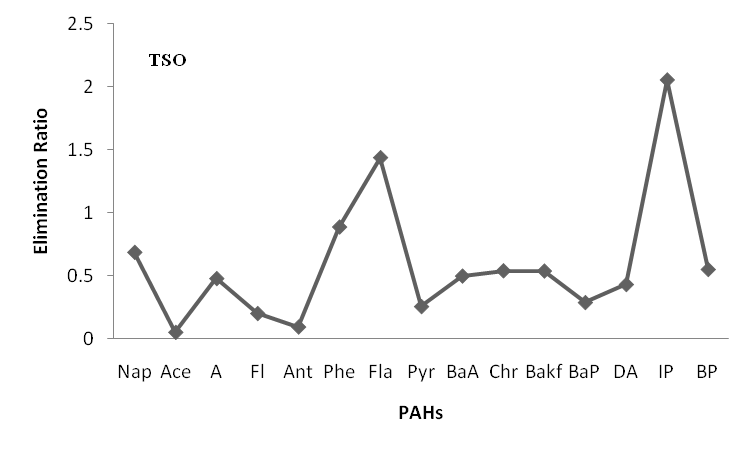 2.5
TSO
2
1.5
1
0.5
0
Elimination Ratio
Nap Ace A Fl Ant Phe Fla Pyr BaA Chr Bakf BaP DA IP BP
PAHs